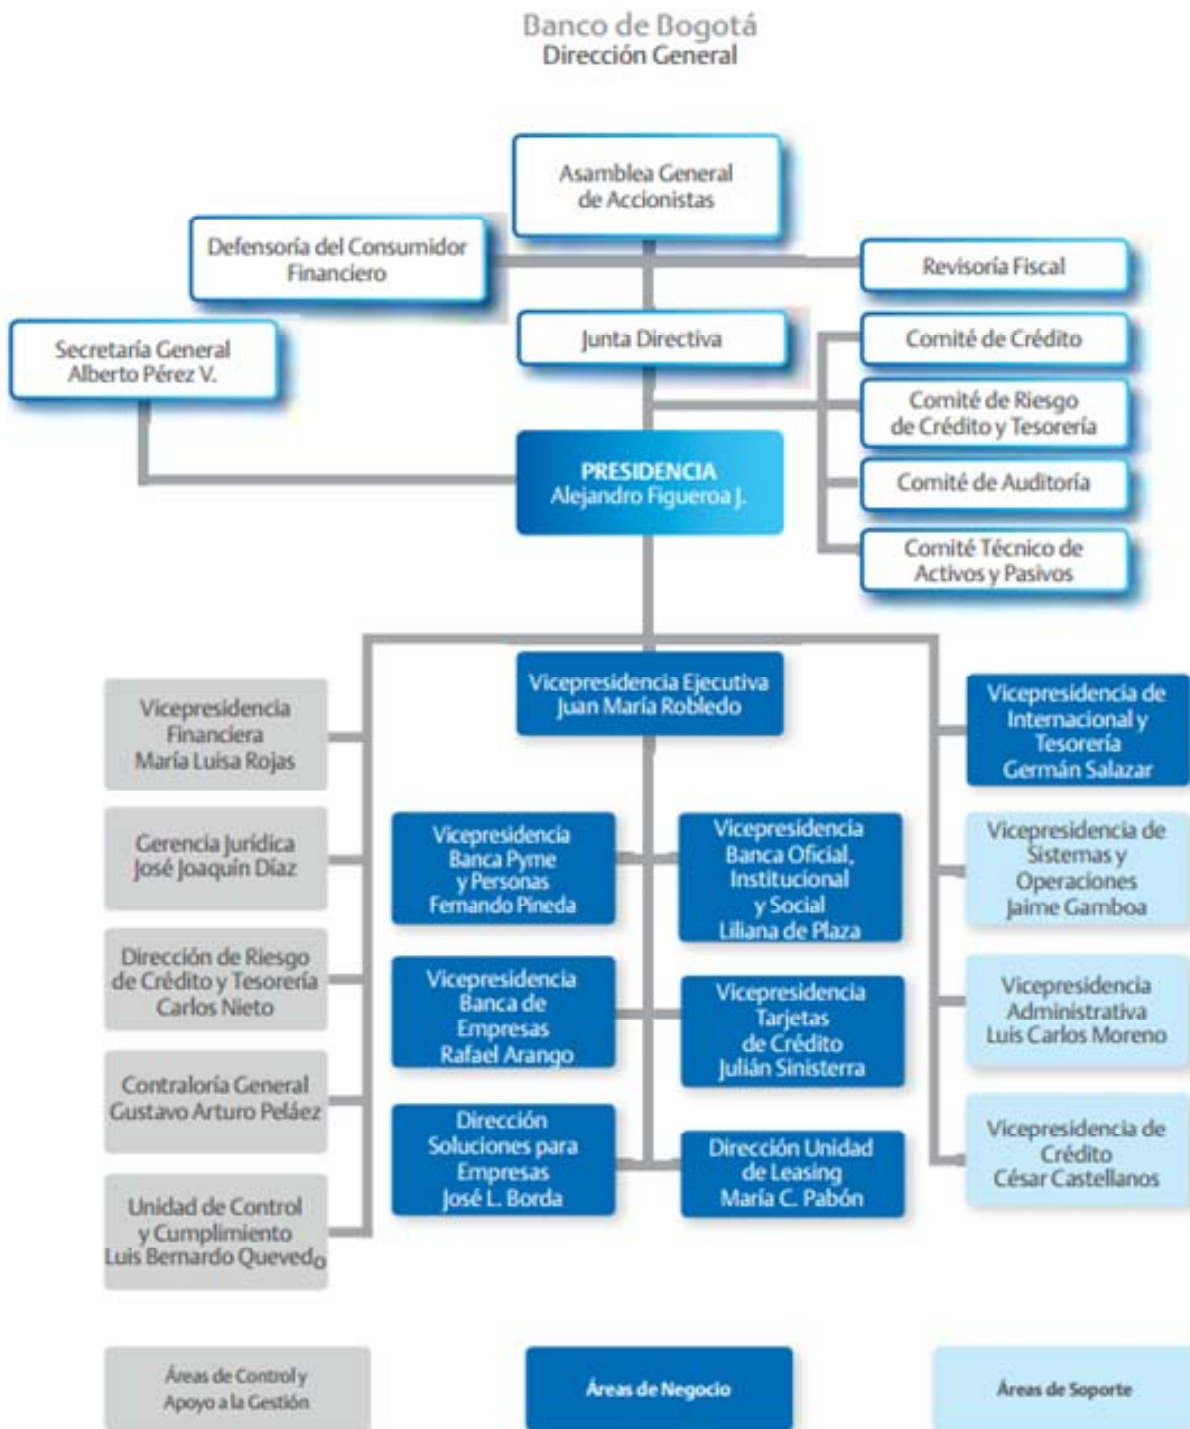 Banco de Bogotá
Dirección General
Asamblea General
de Accionistas
Defensoría del Consumidor
Financiero
Revisoría Fiscal
Secretaría General
Alberto Pérez V.
Junta Directiva
Comité de Crédito
Comité de Riesgo
de Crédito y Tesorería
PRESIDENCIA
Alejandro Figueroa J.
Comité de Auditoría
Comité Técnico de
Activos y Pasivos
Vicepresidencia Ejecutiva
Juan María Robledo
Vicepresidencia
Financiera
María Luisa Rojas
Gerencia Jurídica
José Joaquín Díaz
Dirección de Riesgo
de Crédito y Tesorería
Carlos Nieto
Contraloría General
Gustavo Arturo Peláez
Unidad de Control
y Cumplimiento
Luis Bernardo Quevedo
Vicepresidencia
Banca Pyme
y Personas
Fernando Pineda
Vicepresidencia
Banca de
Empresas
Rafael Arango
Dirección
Soluciones para
Empresas
José L. Borda
Vicepresidencia
Banca Oficial,
Institucional
y Social
Liliana de Plaza
Vicepresidencia
Tarjetas
de Crédito
Julián Sinisterra
Dirección Unidad
de Leasing
María C. Pabón
Vicepresidencia de
Internacional y
Tesorería
Germán Salazar
Vicepresidencia de
Sistemas y
Operaciones
Jaime Gamboa
Vicepresidencia
Administrativa
Luis Carlos Moreno
Vicepresidencia de
Crédito
César Castellanos
Áreas de Control y
Apoyo a la Gestión
Áreas de Negocio
Áreas de Soporte